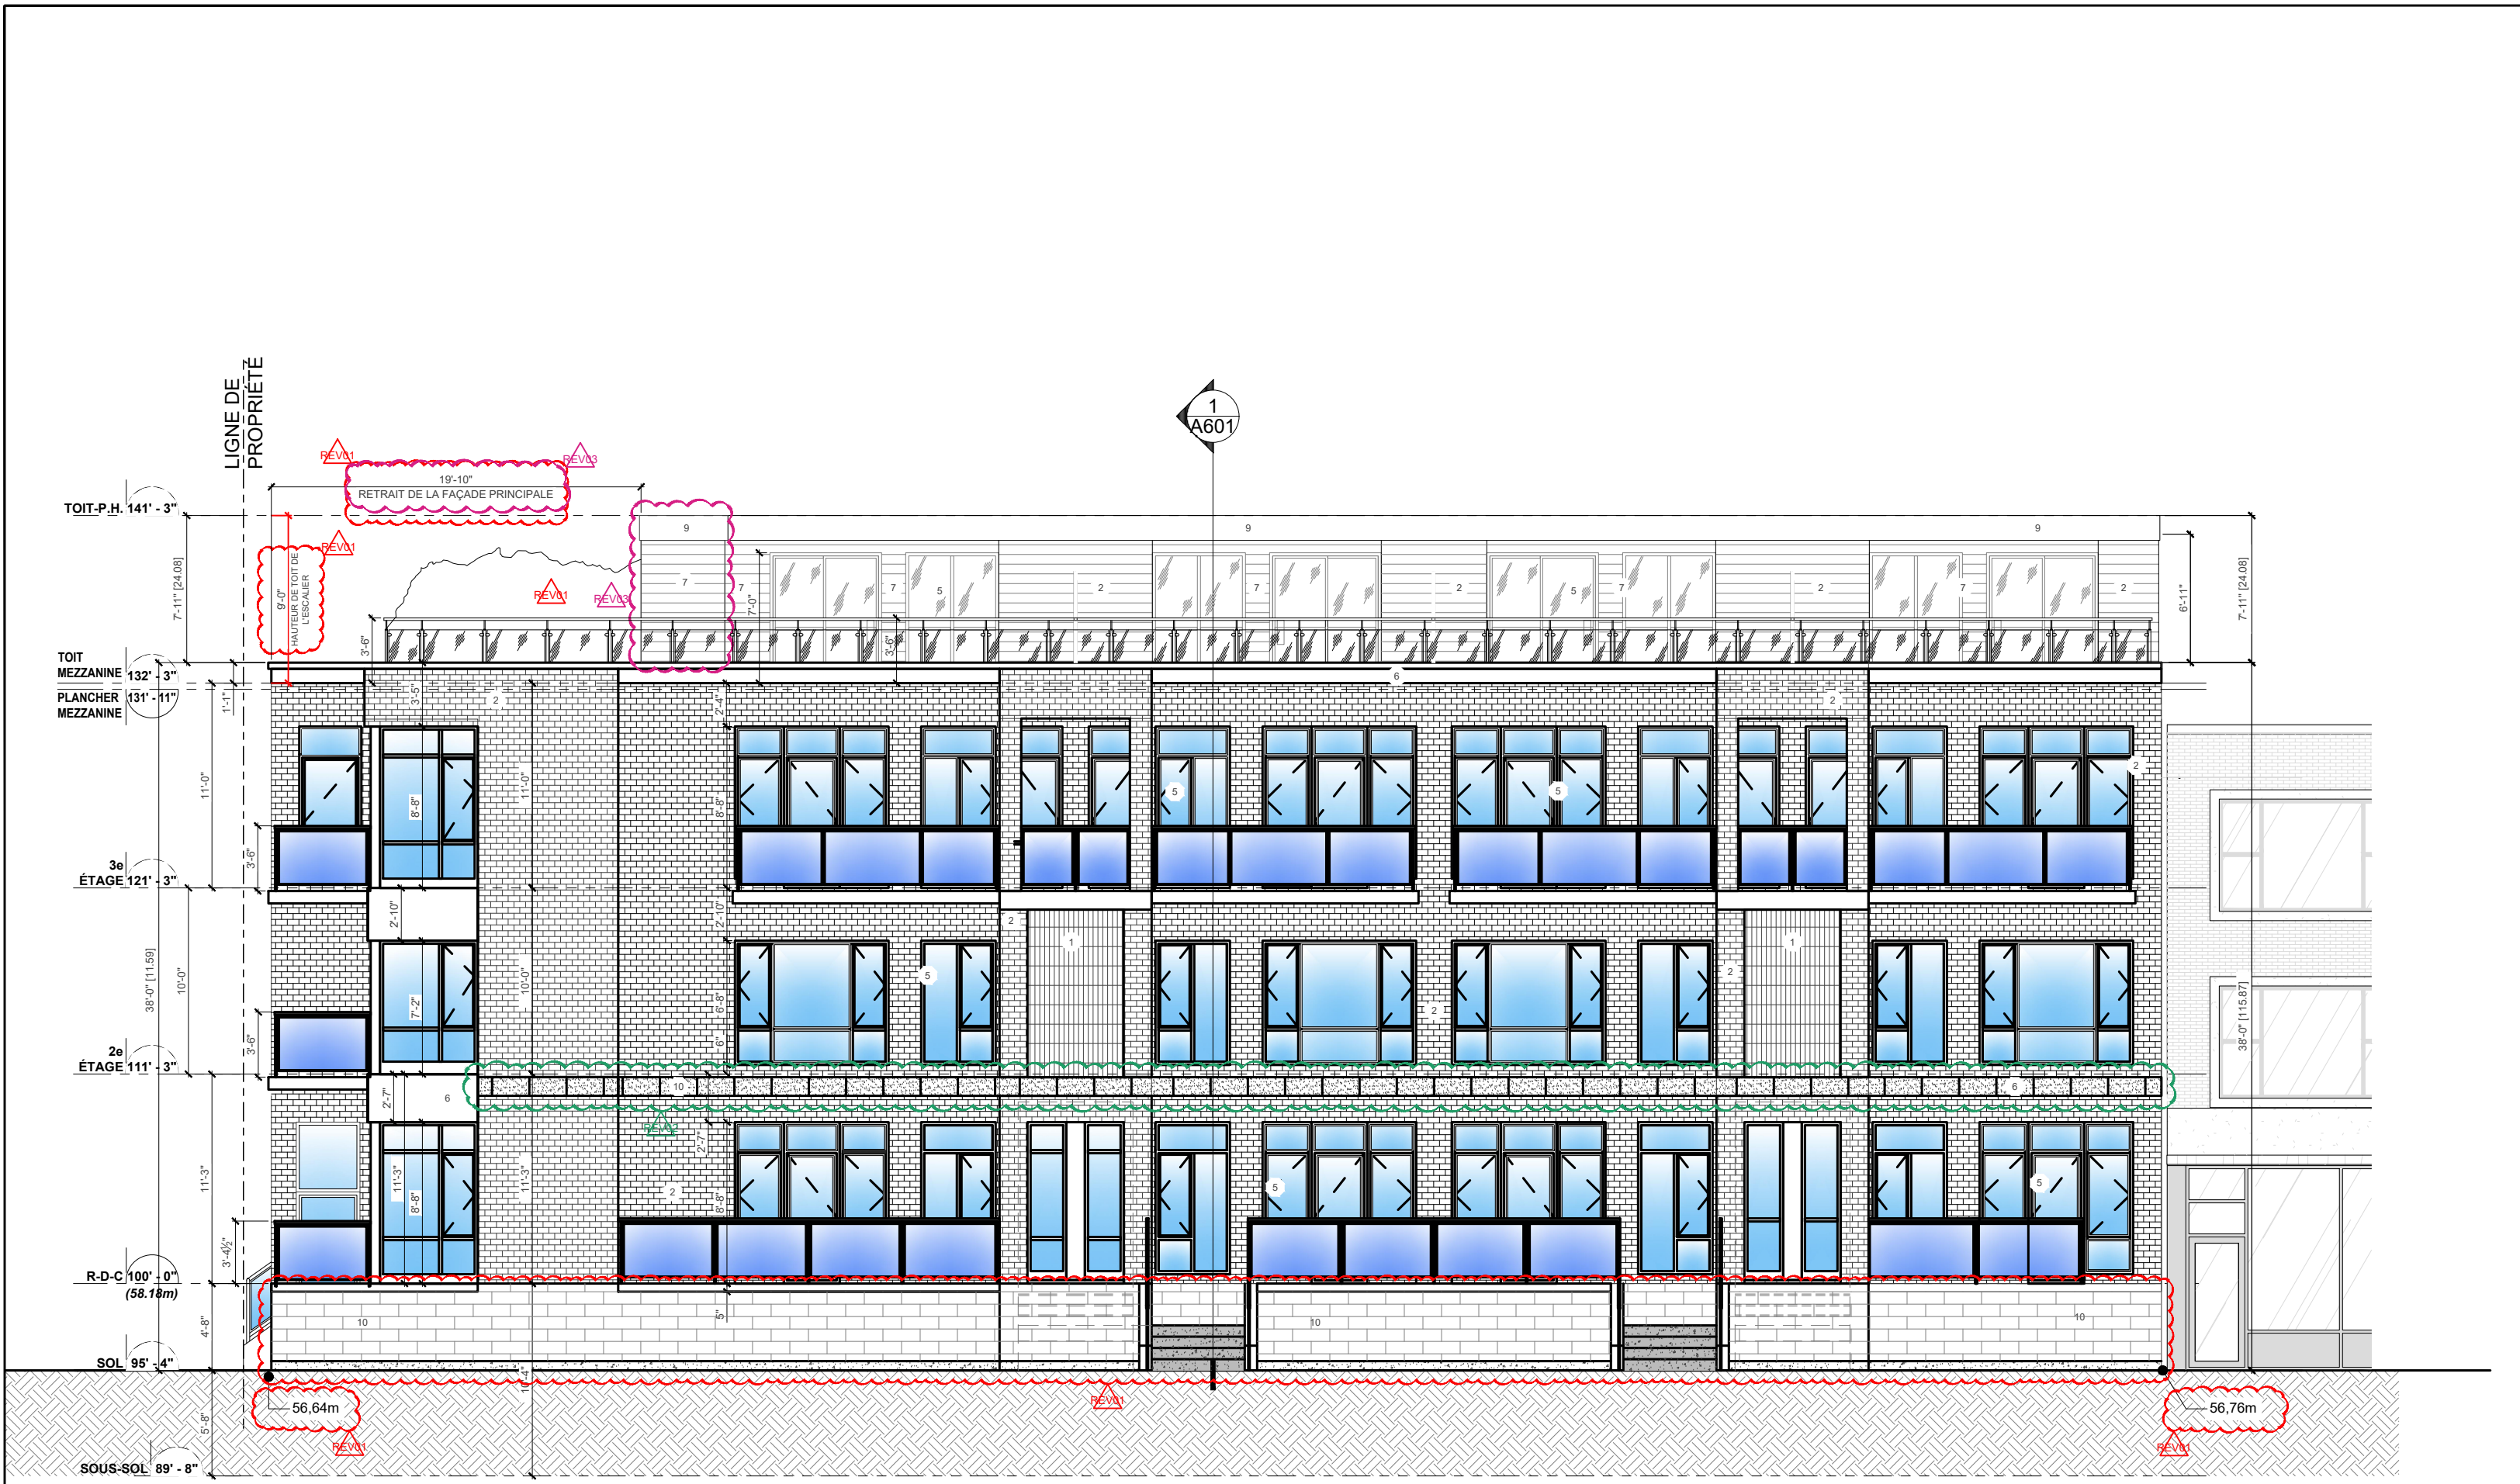 LIGNE DE
PROPRIÉTÉ
1
A601
REV01
REV03
19'-10"
RETRAIT DE LA FAÇADE PRINCIPALE
TOIT-P.H. 141' - 3"
REV01
9'-0"
HAUTEUR DE TOIT DE
L'ESCALIER
7'-11" [24.08]
9
9
9
7
7
7
5
2
7
2
5
7
2
7
2
REV01
REV03
7'-0"
6'-11"
7'-11" [24.08]
3'-6"
3'-6"
TOIT
MEZZANINE 132' - 3"
PLANCHER 131' - 11"
MEZZANINE
1'-1"
3'-5"
2
2'-4"
6
2
2
11'-0"
8'-8"
11'-0"
8'-8"
5
5
3'-6"
3e
ÉTAGE 121' - 3"
2'-10"
2'-10"
2
1
2
1
38'-0" [11.59]
10'-0"
7'-2"
10'-0"
6'-8"
5
2
38'-0" [115.87]
3'-6"
6"
2e
ÉTAGE 111' - 3"
2'-7"
6
10
6
REV02
2'-7"
11'-3"
11'-3"
8'-8"
11'-3"
2
8'-8"
5
5
3'-4½"
R-D-C 100' - 0"
(58.18m)
4'-8"
10
5"
10
10
SOL 95' - 4"
10'-4"
56,64m
REV01
REV01
56,76m
REV01
5'-8"
SOUS-SOL 89' - 8"